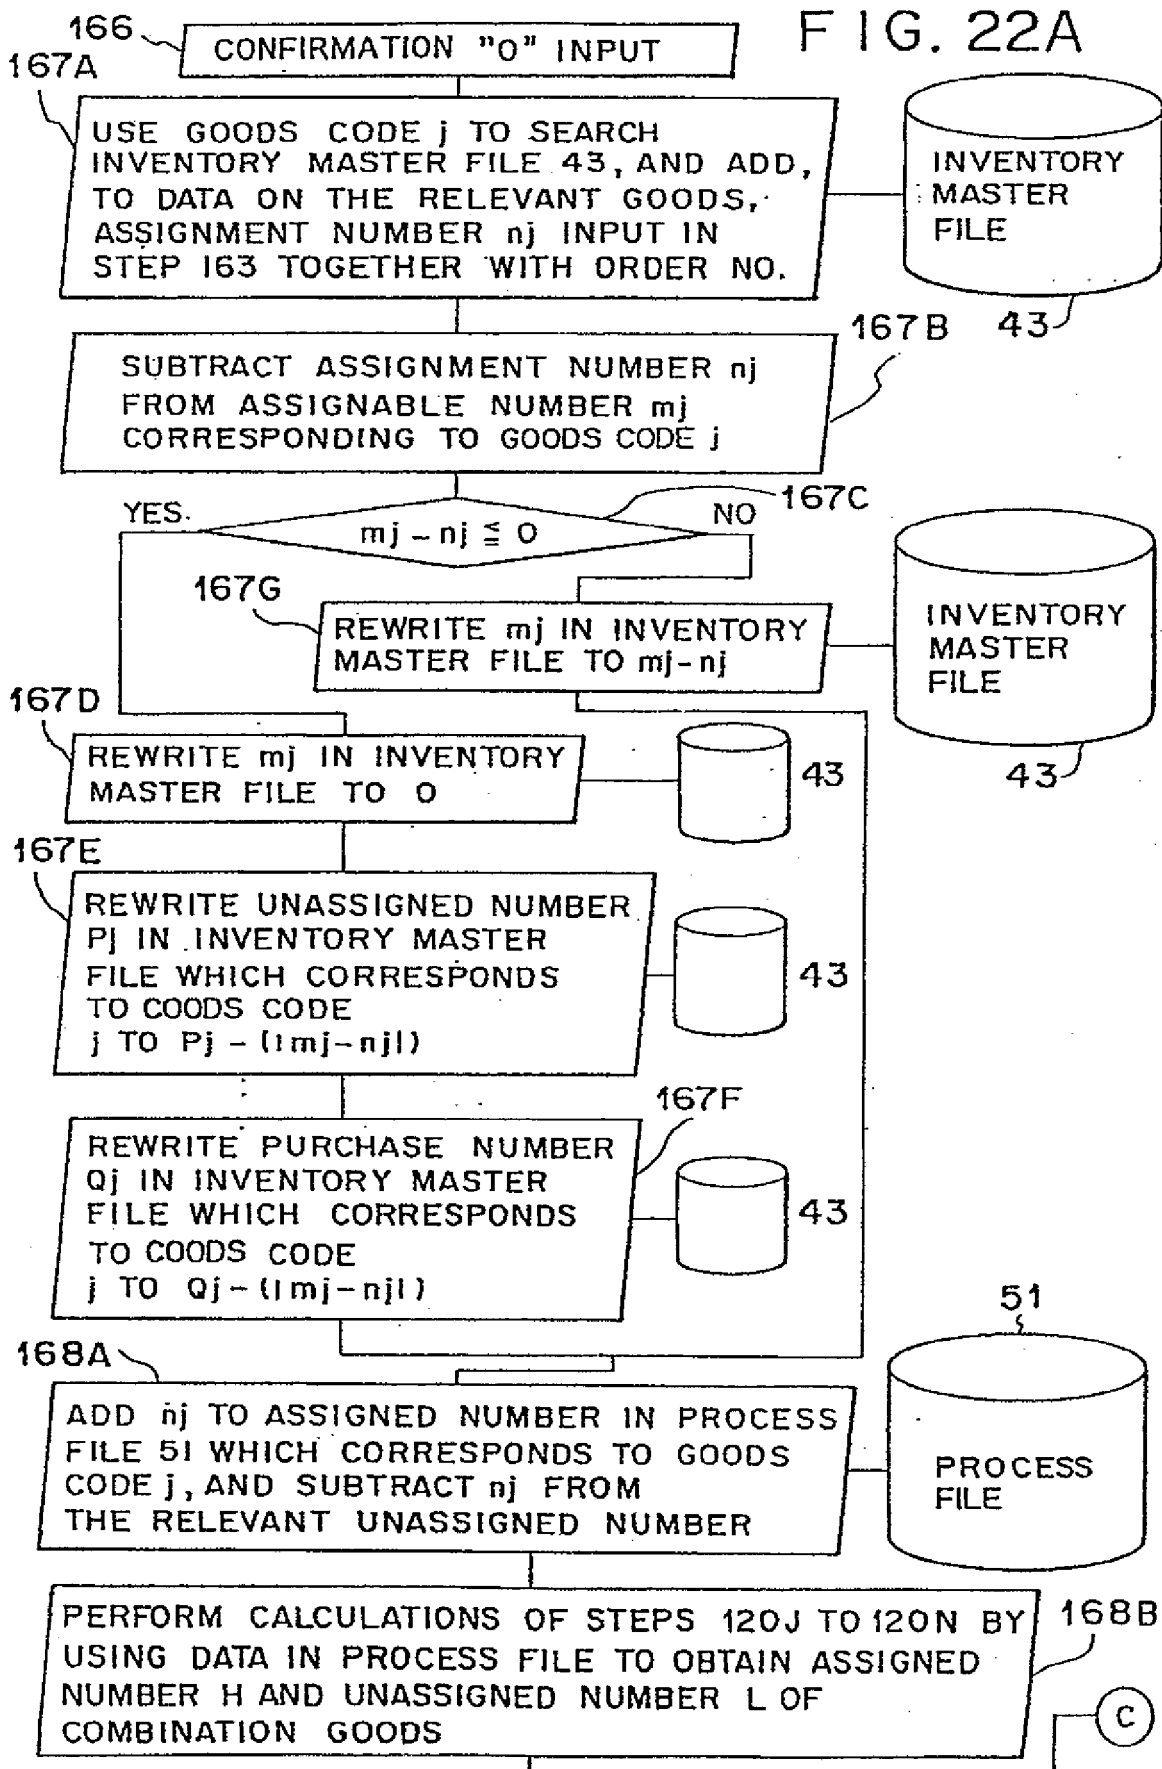 FIG. 22A
166
CONFIRMATION "0" INPUT
167A
USE GOODS CODE j TO SEARCH
INVENTORY MASTER FILE 43, AND ADD,
TO DATA ON THE RELEVANT GOODS,
ASSIGNMENT NUMBER nj INPUT IN
STEP 163 TOGETHER WITH ORDER NO.
INVENTORY
MASTER
FILE
43
167B
SUBTRACT ASSIGNMENT NUMBER nj
FROM ASSIGNABLE NUMBER mj
CORRESPONDING TO GOODS CODE j
167C
YES
mj - nj ≦ 0
NO
167G
REWRITE mj IN INVENTORY
MASTER FILE TO mj-nj
INVENTORY
MASTER
FILE
43
167D
REWRITE mj IN INVENTORY
MASTER FILE TO 0
43
167E
REWRITE UNASSIGNED NUMBER
Pj IN INVENTORY MASTER
FILE WHICH CORRESPONDS
TO COODS CODE
j TO Pj - (|mj-nj|)
43
167F
REWRITE PURCHASE NUMBER
Qj IN INVENTORY MASTER
FILE WHICH CORRESPONDS
TO COODS CODE
j TO Qj - (|mj-nj|)
43
168A
ADD nj TO ASSIGNED NUMBER IN PROCESS
FILE 51 WHICH CORRESPONDS TO GOODS
CODE j, AND SUBTRACT nj FROM
THE RELEVANT UNASSIGNED NUMBER
51
PROCESS
FILE
168B
PERFORM CALCULATIONS OF STEPS 120J TO 120N BY
USING DATA IN PROCESS FILE TO OBTAIN ASSIGNED
NUMBER H AND UNASSIGNED NUMBER L OF
COMBINATION GOODS
C